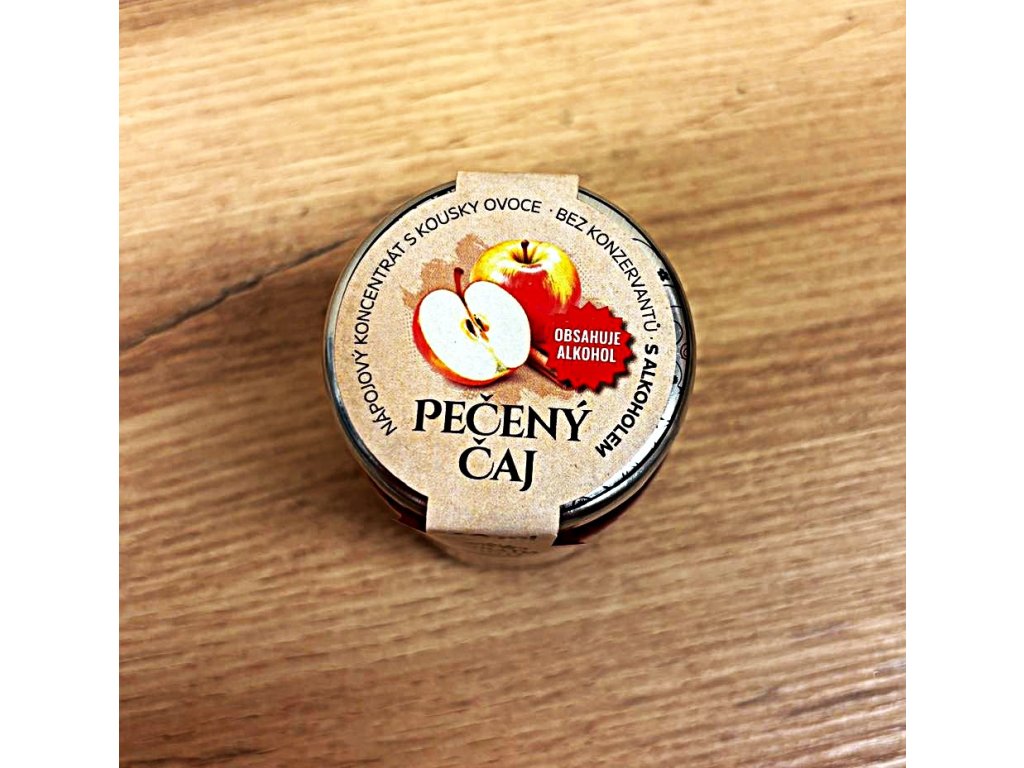 NÁPOJOVÝ KONCENTRÁT S KOUSKY OVOCE · BEZ KONZERVANTŮ · S ALKOHOLEM
OBSAHUJE
ALKOHOL
PEČENÝ
ČAJ